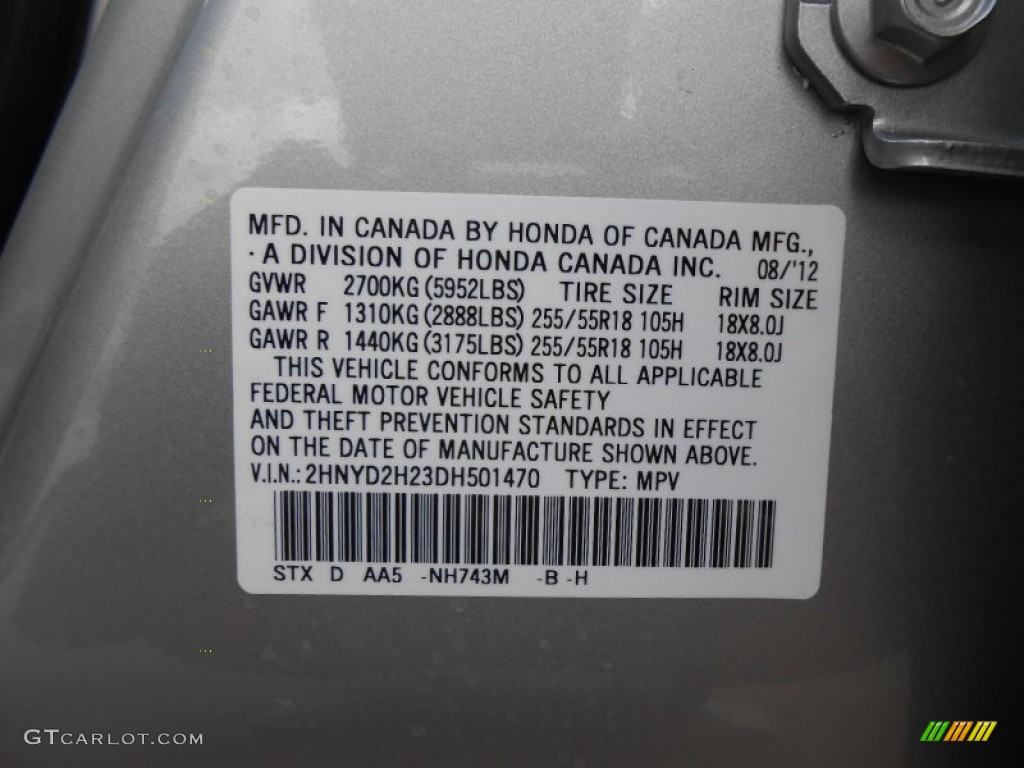 MFD. IN CANADA BY HONDA OF CANADA MFG.,
· A DIVISION OF HONDA CANADA INC. 08/'12
GVWR 2700KG (5952LBS) TIRE SIZE RIM SIZE
GAWR F 1310KG (2888LBS) 255/55R18 105H 18X8.0J
GAWR R 1440KG (3175LBS) 255/55R18 105H 18X8.0J
THIS VEHICLE CONFORMS TO ALL APPLICABLE
FEDERAL MOTOR VEHICLE SAFETY
AND THEFT PREVENTION STANDARDS IN EFFECT
ON THE DATE OF MANUFACTURE SHOWN ABOVE.
V.I.N.: 2HNYD2H23DH501470 TYPE: MPV
STX D AA5 -NH743M -B -H
GTCARLOT.COM